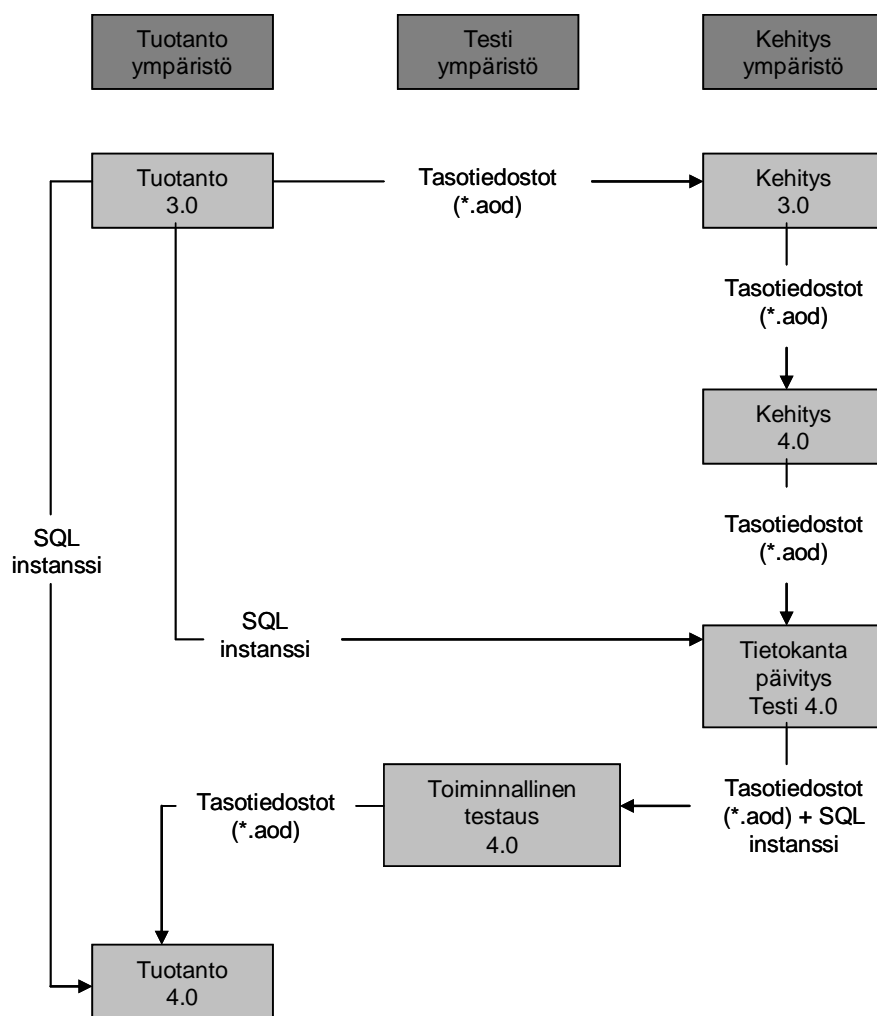 Tuotanto
ympäristö
Testi
ympäristö
Kehitys
ympäristö
Tuotanto
3.0
Tasotiedostot
(*.aod)
Kehitys
3.0
Tasotiedostot
(*.aod)
Kehitys
4.0
Tasotiedostot
(*.aod)
SQL
instanssi
SQL
instanssi
Tietokanta
päivitys
Testi 4.0
Tasotiedostot
(*.aod) + SQL
instanssi
Toiminnallinen
testaus
4.0
Tasotiedostot
(*.aod)
Tuotanto
4.0